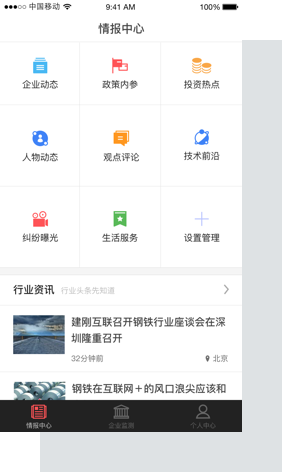 中国移动 9:41 AM 100%
情报中心
企业动态 政策内参 投资热点
人物动态 观点评论 技术前沿
纠纷曝光 生活服务 设置管理
行业资讯 行业头条先知道
建刚互联召开钢铁行业座谈会在深
圳隆重召开
32分钟前 北京
钢铁在互联网+的风口浪尖应该和
情报中心 企业监测 个人中心